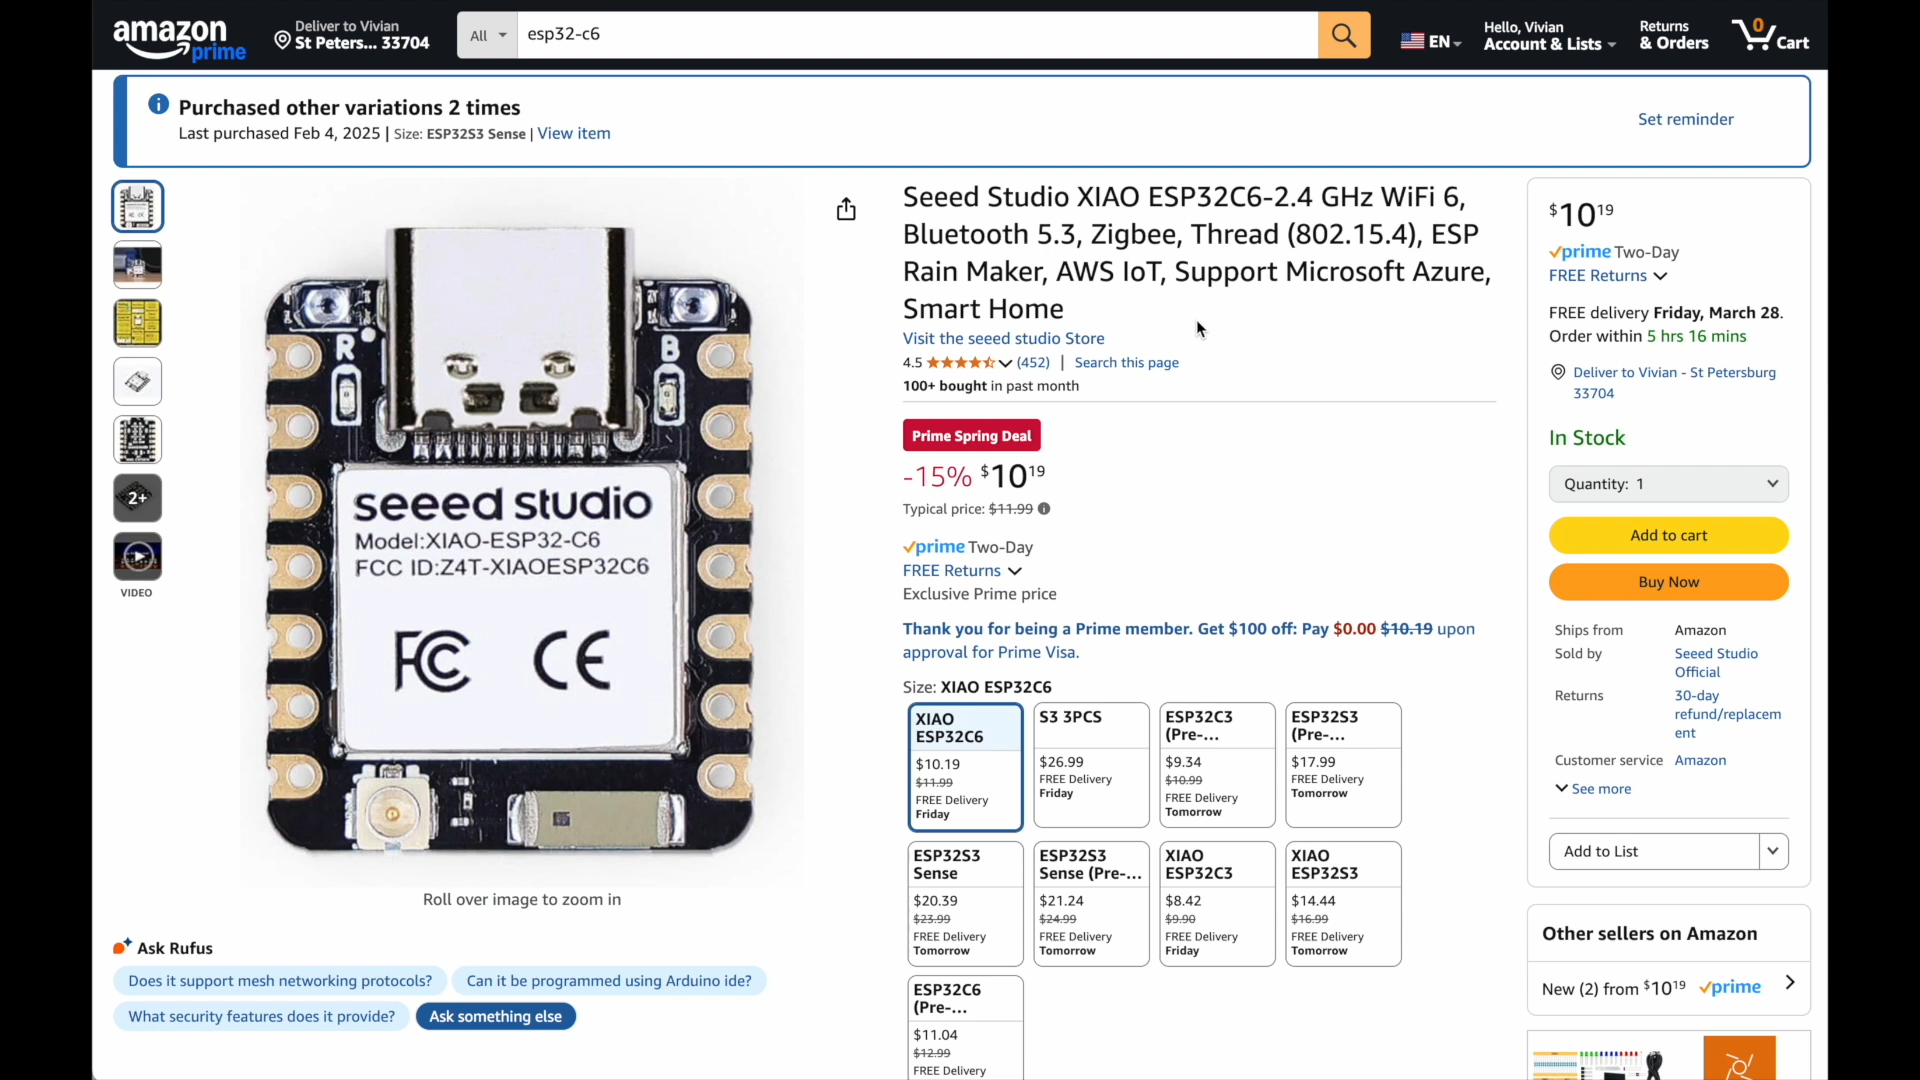 amazon
prime
Deliver to Vivian
St Peters... 33704
All
esp32-c6
EN
Hello, Vivian
Account & Lists
Returns
& Orders
0
Cart
Purchased other variations 2 times
Last purchased Feb 4, 2025 | Size: ESP32S3 Sense | View item
Set reminder
2+
VIDEO
R
B
seeed studio
Model:XIAO-ESP32-C6
FCC ID:Z4T-XIAOESP32C6
FC CE
Roll over image to zoom in
Ask Rufus
Does it support mesh networking protocols?
Can it be programmed using Arduino ide?
What security features does it provide?
Ask something else
Seeed Studio XIAO ESP32C6-2.4 GHz WiFi 6,
Bluetooth 5.3, Zigbee, Thread (802.15.4), ESP
Rain Maker, AWS IoT, Support Microsoft Azure,
Smart Home
Visit the seeed studio Store
4.5 (452) | Search this page
100+ bought in past month
Prime Spring Deal
-15% $10 19
Typical price: $11.99
prime Two-Day
FREE Returns
Exclusive Prime price
Thank you for being a Prime member. Get $100 off: Pay $0.00 $10.19 upon
approval for Prime Visa.
Size: XIAO ESP32C6
XIAO
ESP32C6
$10.19
$11.99
FREE Delivery
Friday
S3 3PCS
$26.99
FREE Delivery
Friday
ESP32C3
(Pre-...
$9.34
$10.99
FREE Delivery
Tomorrow
ESP32S3
(Pre-...
$17.99
FREE Delivery
Tomorrow
ESP32S3
Sense
$20.39
$23.99
FREE Delivery
Tomorrow
ESP32S3
Sense (Pre-...
$21.24
$24.99
FREE Delivery
Tomorrow
XIAO
ESP32C3
$8.42
$9.90
FREE Delivery
Friday
XIAO
ESP32S3
$14.44
$16.99
FREE Delivery
Tomorrow
ESP32C6
(Pre-...
$11.04
$12.99
FREE Delivery
$10 19
prime Two-Day
FREE Returns
FREE delivery Friday, March 28.
Order within 5 hrs 16 mins
Deliver to Vivian - St Petersburg
33704
In Stock
Quantity: 1
Add to cart
Buy Now
Ships from Amazon
Sold by Seeed Studio
Official
Returns 30-day
refund/replacem
ent
Customer service Amazon
See more
Add to List
Other sellers on Amazon
New (2) from $10 19 prime